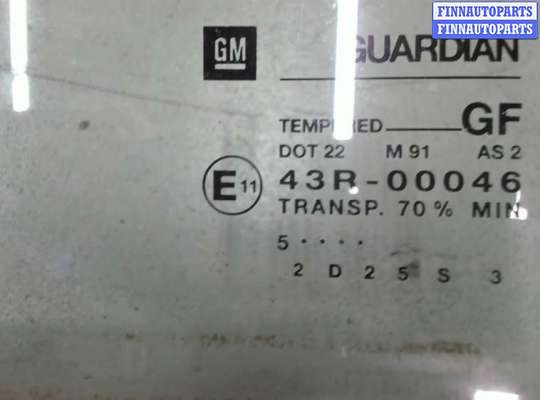 FINNAUTOPARTS
FINNAUTOPARTS
GM GUARDIAN
TEMPERED GF
DOT 22 M 91 AS 2
E 11 43R-00046
TRANSP. 70 % MIN
5 · · · ·
2 D 2 5 S 3